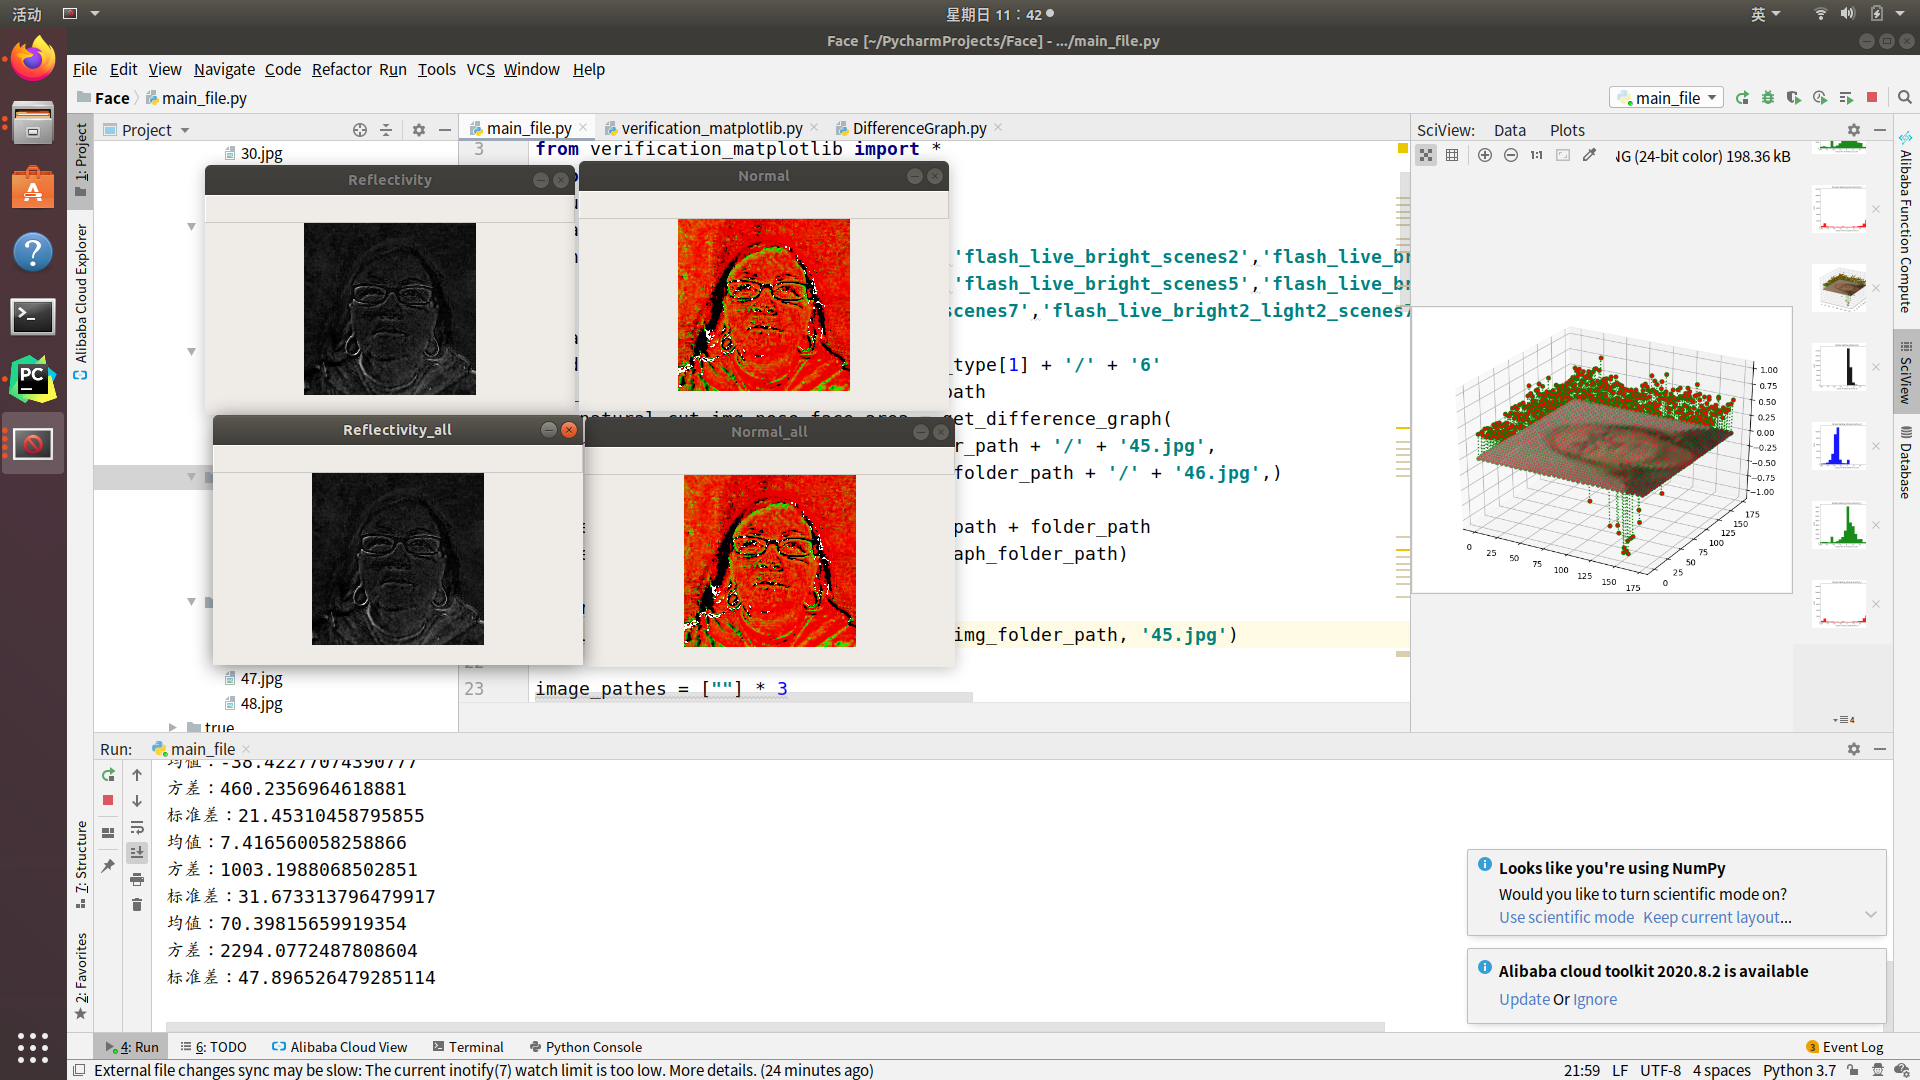 活动
星期日 11：42
英
Face [~/PycharmProjects/Face] - .../main_file.py
File Edit View Navigate Code Refactor Run Tools VCS Window Help
Face main_file.py
main_file
Project
main_file.py
verification_matplotlib.py
DifferenceGraph.py
SciView: Data Plots
1: Project
Alibaba Cloud Explorer
7: Structure
2: Favorites
Alibaba Function Compute
SciView
Database
30.jpg
3 from verification_matplotlib import *
1:1
NG (24-bit color) 198.36 kB
Reflectivity
Normal
'flash_live_bright_scenes2','flash_live_br
'flash_live_bright_scenes5','flash_live_br
scenes7','flash_live_bright2_light2_scenes7
_type[1] + '/' + '6'
path
get_difference_graph(
Reflectivity_all
Normal_all
r_path + '/' + '45.jpg',
folder_path + '/' + '46.jpg',)
path + folder_path
aph_folder_path)
img_folder_path, '45.jpg')
23 image_pathes = [""] * 3
47.jpg
48.jpg
true
1.00
0.75
0.50
0.25
0.00
-0.25
-0.50
-0.75
-1.00
0 25 50 75 100 125 150 175
0 25 50 75 100 125 150 175
4
Run: main_file
均值：-38.42277074390777
方差：460.2356964618881
标准差：21.45310458795855
均值：7.416560058258866
方差：1003.1988068502851
标准差：31.673313796479917
均值：70.39815659919354
方差：2294.0772487808604
标准差：47.896526479285114
Looks like you're using NumPy
Would you like to turn scientific mode on?
Use scientific mode Keep current layout...
Alibaba cloud toolkit 2020.8.2 is available
Update Or Ignore
4: Run
6: TODO
Alibaba Cloud View
Terminal
Python Console
3 Event Log
External file changes sync may be slow: The current inotify(7) watch limit is too low. More details. (24 minutes ago)
21:59 LF UTF-8 4 spaces Python 3.7